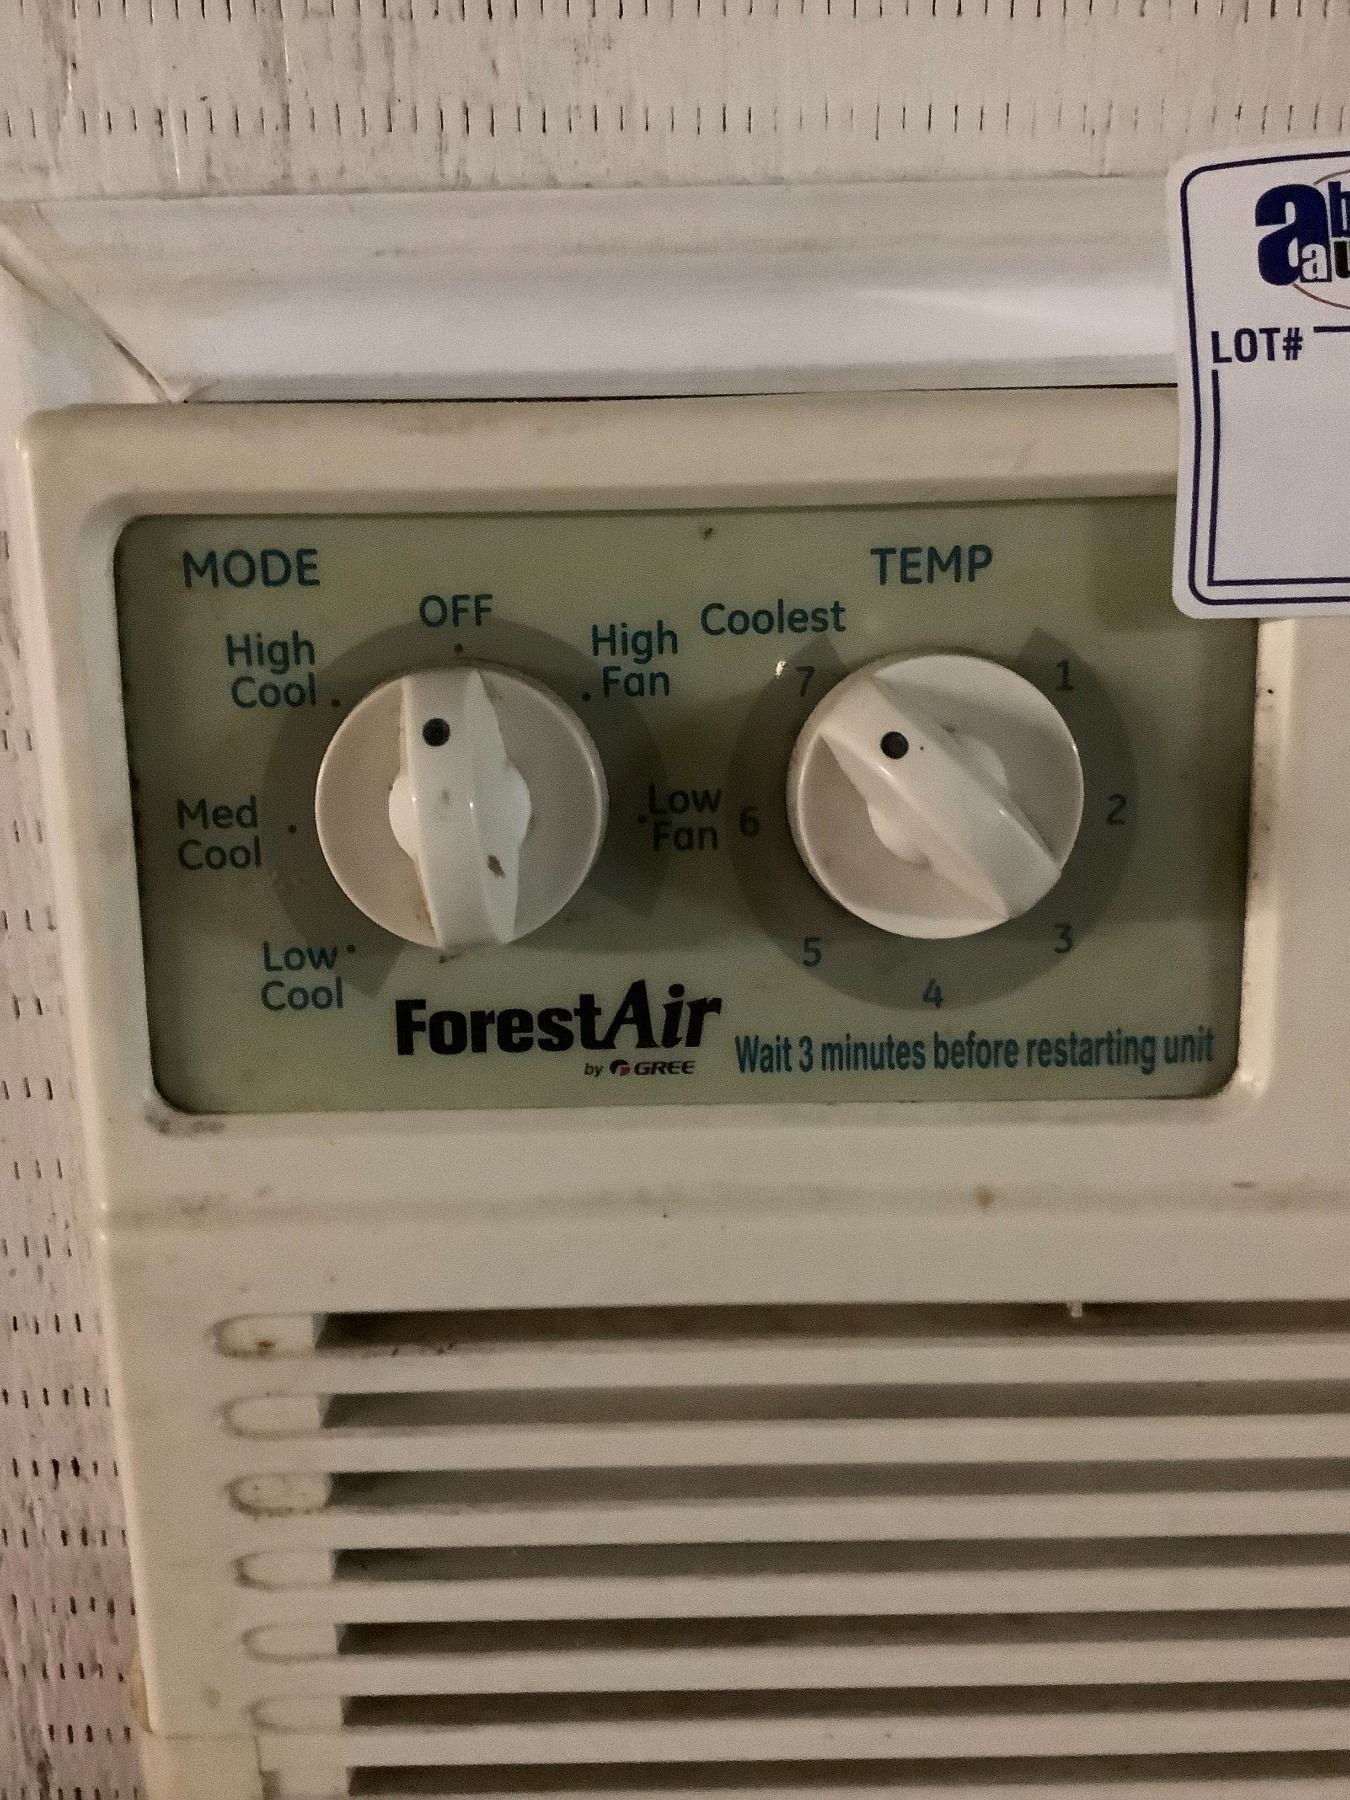 LOT#
MODE
TEMP
OFF
High
Cool
High
Fan
Coolest
7
1
Med
Cool
Low
Fan
6
2
Low
Cool
5
3
4
ForestAir
by GREE
Wait 3 minutes before restarting unit